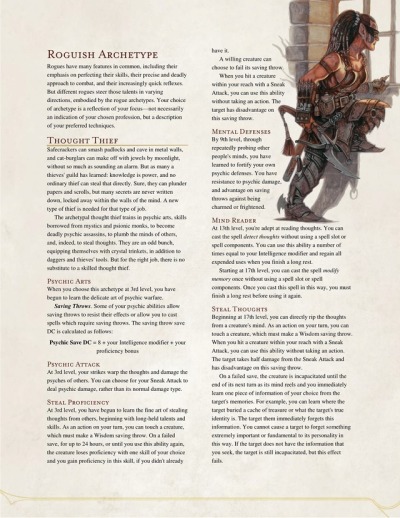 ROGUISH ARCHETYPE
Rogues have many features in common, including their
emphasis on perfecting their skills, their precise and deadly
approach to combat, and their increasingly quick reflexes.
But different rogues steer those talents in varying
directions, embodied by the rogue archetypes. Your choice
of archetype is a reflection of your focus—not necessarily
an indication of your chosen profession, but a description
of your preferred techniques.
THOUGHT THIEF
Safecrackers can smash padlocks and cave in metal walls,
and cat-burglars can make off with jewels by moonlight,
without so much as sounding an alarm. But as many a
thieves' guild has learned: knowledge is power, and no
ordinary thief can steal that directly. Sure, they can plunder
papers and scrolls, but many secrets are never written
down, locked away within the walls of the mind. A new
type of thief is needed for that type of job.
The archetypal thought thief trains in psychic arts, skills
borrowed from mystics and psionic monks, to become
deadly psychic assassins, to plumb the minds of others,
and, indeed, to steal thoughts. They are an odd bunch,
equipping themselves with crystal trinkets, in addition to
daggers and thieves' tools. But for the right job, there is no
substitute to a skilled thought thief.
PSYCHIC ARTS
When you choose this archetype at 3rd level, you have
begun to learn the delicate art of psychic warfare.
Saving Throws. Some of your psychic abilities allow
saving throws to resist their effects or allow you to cast
spells which require saving throws. The saving throw save
DC is calculated as follows:
Psychic Save DC = 8 + your Intelligence modifier + your
proficiency bonus
PSYCHIC ATTACK
At 3rd level, your strikes warp the thoughts and damage the
psyches of others. You can choose for your Sneak Attack to
deal psychic damage, rather than its normal damage type.
STEAL PROFICIENCY
At 3rd level, you have begun to learn the fine art of stealing
thoughts from others, beginning with long-held talents and
skills. As an action on your turn, you can touch a creature,
which must make a Wisdom saving throw. On a failed
save, for up to 24 hours, or until you use this ability again,
the creature loses proficiency with one skill of your choice
and you gain proficiency in this skill, if you didn't already
have it.
A willing creature can
choose to fail its saving throw.
When you hit a creature
within your reach with a Sneak
Attack, you can use this ability
without taking an action. The
target has disadvantage on
this saving throw.
MENTAL DEFENSES
By 9th level, through
repeatedly probing other
people's minds, you have
learned to fortify your own
psychic defenses. You have
resistance to psychic damage,
and advantage on saving
throws against being
charmed or frightened.
MIND READER
At 13th level, you're adept at reading thoughts. You can
cast the spell detect thoughts without using a spell slot or
spell components. You can use this ability a number of
times equal to your Intelligence modifier and regain all
expended uses when you finish a long rest.
Starting at 17th level, you can cast the spell modify
memory once without using a spell slot or spell
components. Once you cast this spell in this way, you must
finish a long rest before using it again.
STEAL THOUGHTS
Beginning at 17th level, you can directly rip the thoughts
from a creature's mind. As an action on your turn, you can
touch a creature, which must make a Wisdom saving throw.
When you hit a creature within your reach with a Sneak
Attack, you can use this ability without taking an action.
The target takes half damage from the Sneak Attack and
has disadvantage on this saving throw.
On a failed save, the creature is incapacitated until the
end of its next turn as its mind reels and you immediately
learn one piece of information of your choice from the
target's memories. For example, you can learn where the
target buried a cache of treasure or what the target's true
identity is. The target then immediately forgets this
information. You cannot cause a target to forget something
extremely important or fundamental to its personality in
this way. If the target does not have the information that
you seek, the target is still incapacitated, but this effect
fails.